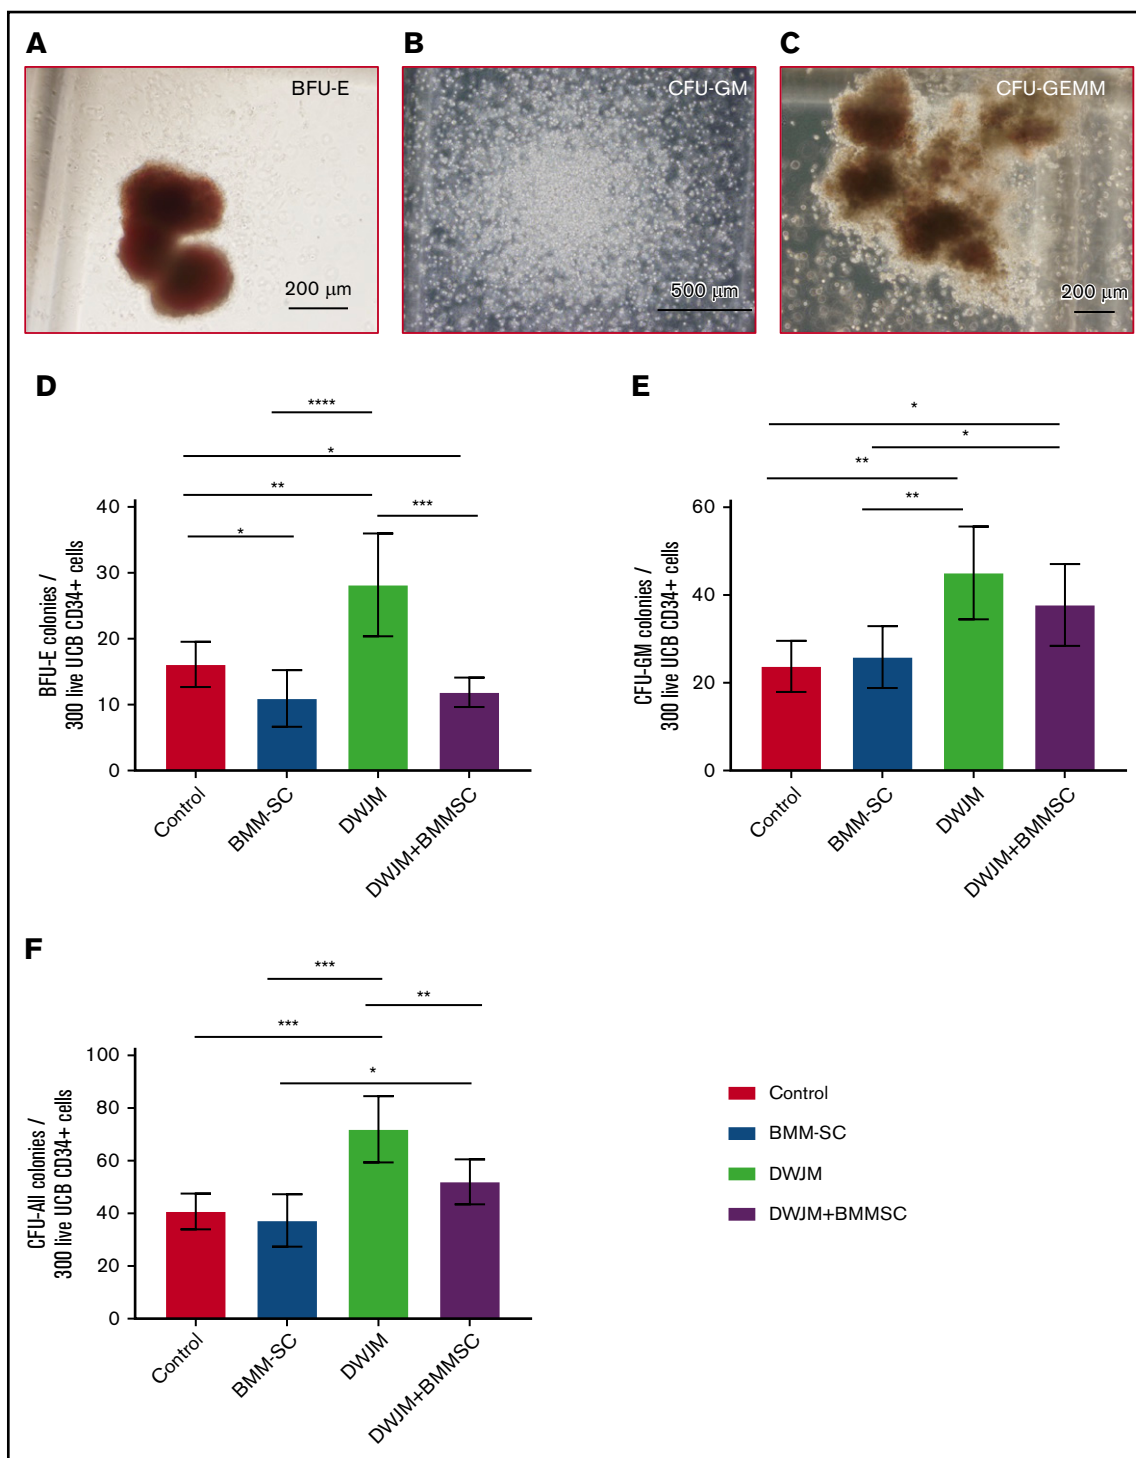 A
B
C
BFU-E
CFU-GM
CFU-GEMM
200 μm
500 μm
200 μm
D
****
*
**
***
*
40
30
20
10
0
BFU-E colonies /
300 live UCB CD34+ cells
Control
BMM-SC
DWJM
DWJM+BMMSC
E
*
*
**
**
60
40
20
0
CFU-GM colonies /
300 live UCB CD34+ cells
Control
BMM-SC
DWJM
DWJM+BMMSC
F
***
**
***
*
100
80
60
40
20
0
CFU-All colonies /
300 live UCB CD34+ cells
Control
BMM-SC
DWJM
DWJM+BMMSC
Control
BMM-SC
DWJM
DWJM+BMMSC